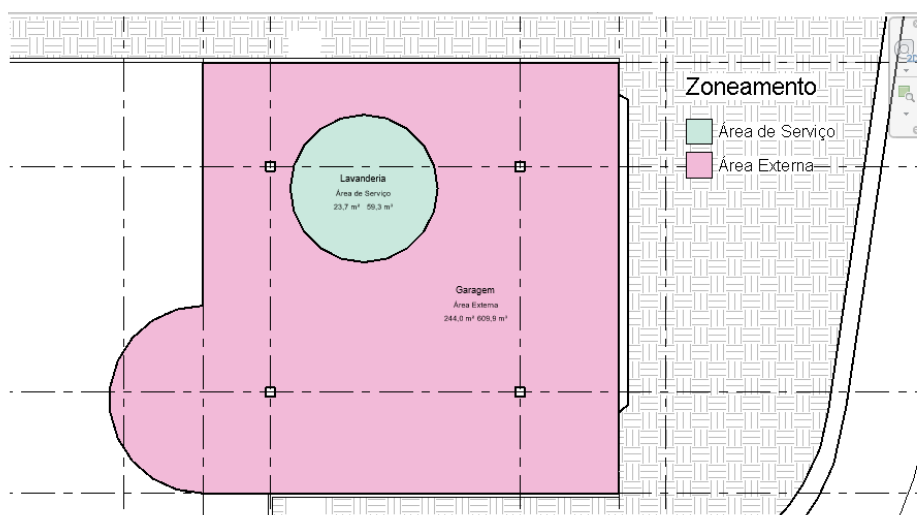 Zoneamento
Área de Serviço
Área Externa
Lavanderia
Área de Serviço
23,7 m² 59,3 m³
Garagem
Área Externa
244,0 m² 609,9 m³
2D